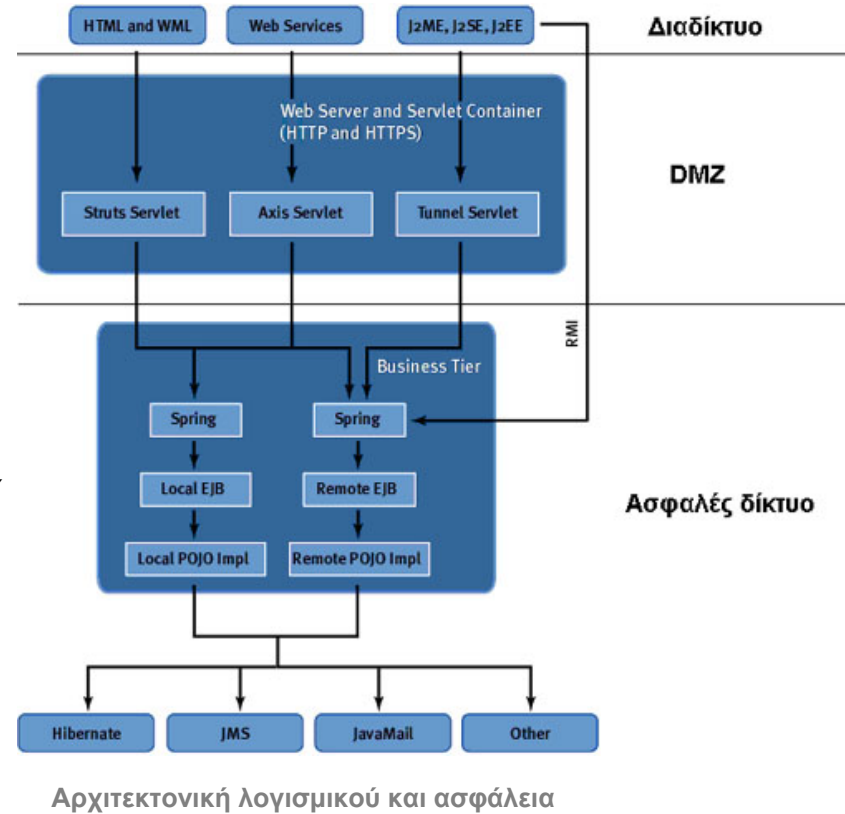 HTML and WML
Web Services
J2ME, J2SE, J2EE
Διαδίκτυο
Web Server and Servlet Container
(HTTP and HTTPS)
DMZ
Struts Servlet
Axis Servlet
Tunnel Servlet
RMI
Business Tier
Spring
Spring
Local EJB
Remote EJB
Ασφαλές δίκτυο
Local POJO Impl
Remote POJO Impl
Hibernate
JMS
JavaMail
Other
Αρχιτεκτονική λογισμικού και ασφάλεια